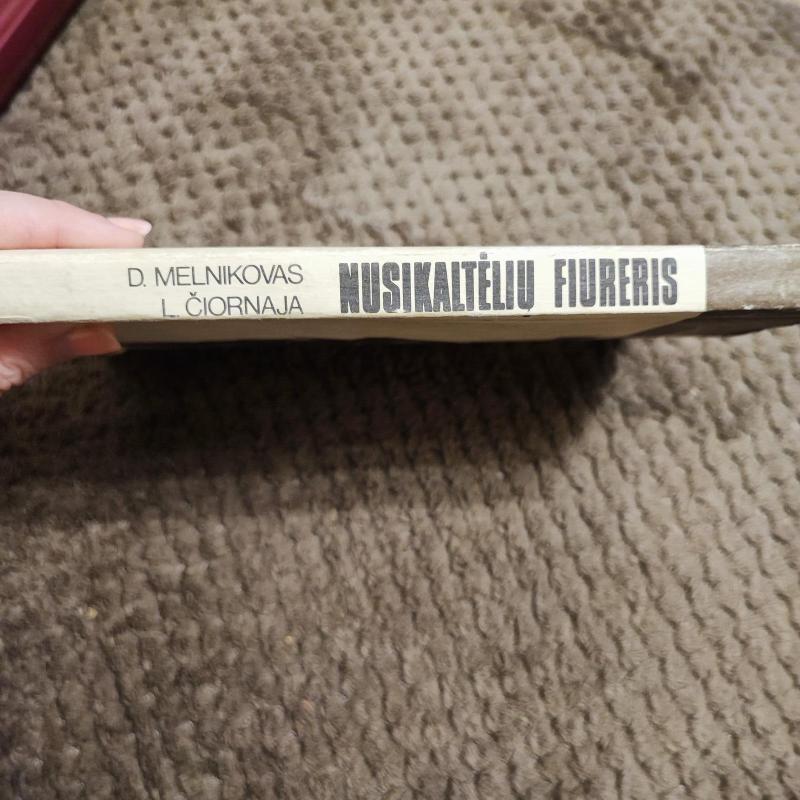 D. MELNIKOVAS
L. ČIORNAJA
NUSIKALTĖLIŲ FIURERIS